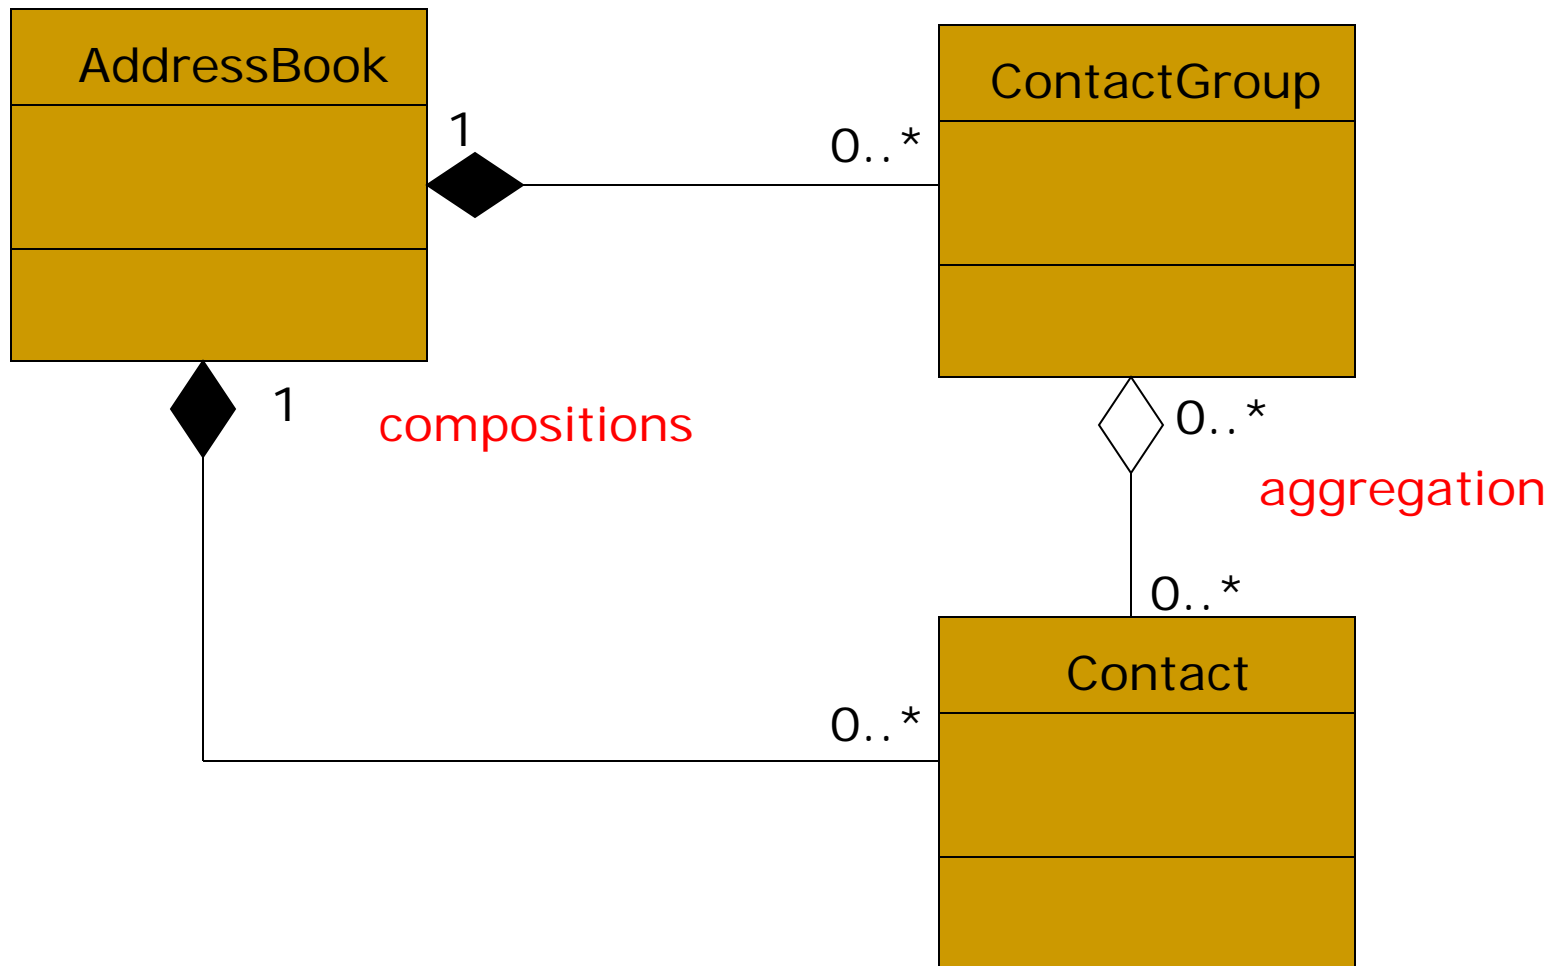 AddressBook
ContactGroup
1
0..*
1
compositions
0..*
aggregation
0..*
Contact
0..*